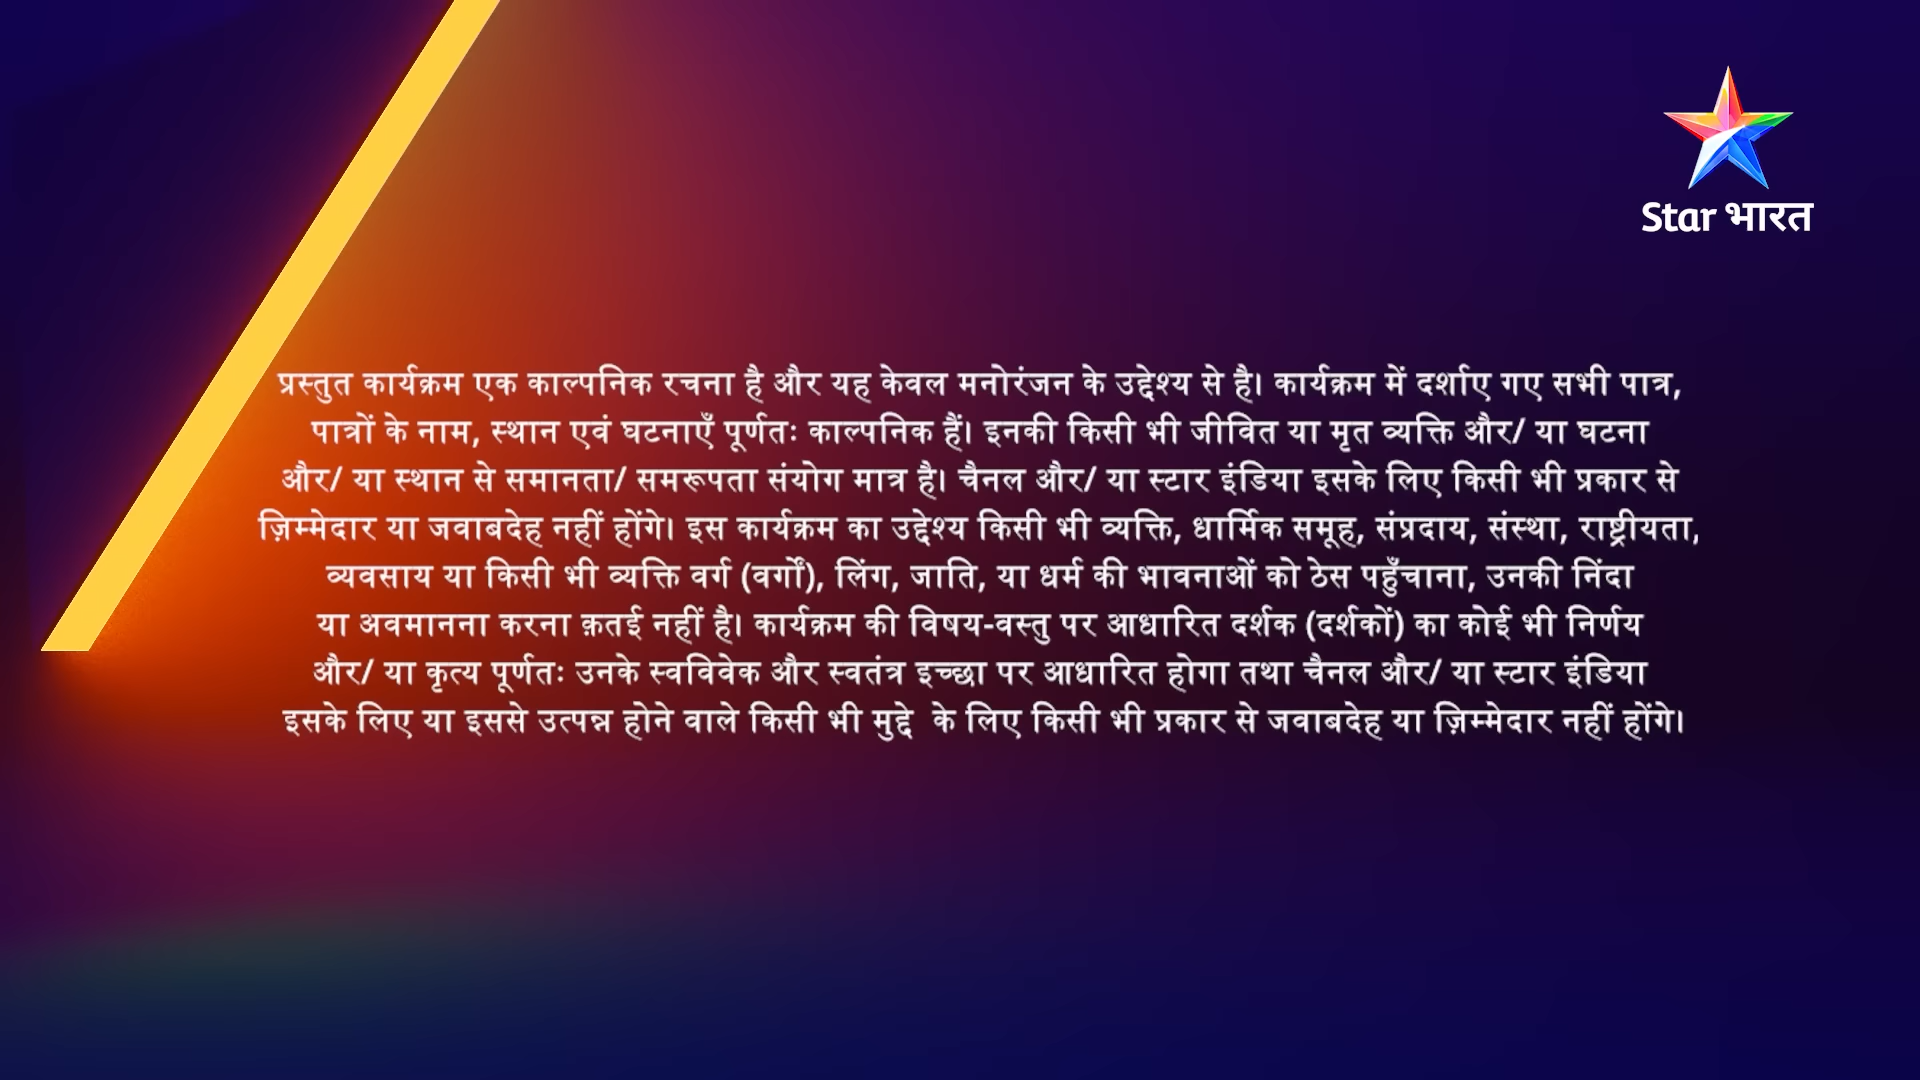 Star भारत
प्रस्तुत कार्यक्रम एक काल्पनिक रचना है और यह केवल मनोरंजन के उद्देश्य से है। कार्यक्रम में दर्शाए गए सभी पात्र,
पात्रों के नाम, स्थान एवं घटनाएँ पूर्णतः काल्पनिक हैं। इनकी किसी भी जीवित या मृत व्यक्ति और/ या घटना
और/ या स्थान से समानता/ समरूपता संयोग मात्र है। चैनल और/ या स्टार इंडिया इसके लिए किसी भी प्रकार से
ज़िम्मेदार या जवाबदेह नहीं होंगे। इस कार्यक्रम का उद्देश्य किसी भी व्यक्ति, धार्मिक समूह, संप्रदाय, संस्था, राष्ट्रीयता,
व्यवसाय या किसी भी व्यक्ति वर्ग (वर्गों), लिंग, जाति, या धर्म की भावनाओं को ठेस पहुँचाना, उनकी निंदा
या अवमानना करना क़तई नहीं है। कार्यक्रम की विषय-वस्तु पर आधारित दर्शक (दर्शकों) का कोई भी निर्णय
और/ या कृत्य पूर्णतः उनके स्वविवेक और स्वतंत्र इच्छा पर आधारित होगा तथा चैनल और/ या स्टार इंडिया
इसके लिए या इससे उत्पन्न होने वाले किसी भी मुद्दे के लिए किसी भी प्रकार से जवाबदेह या ज़िम्मेदार नहीं होंगे।